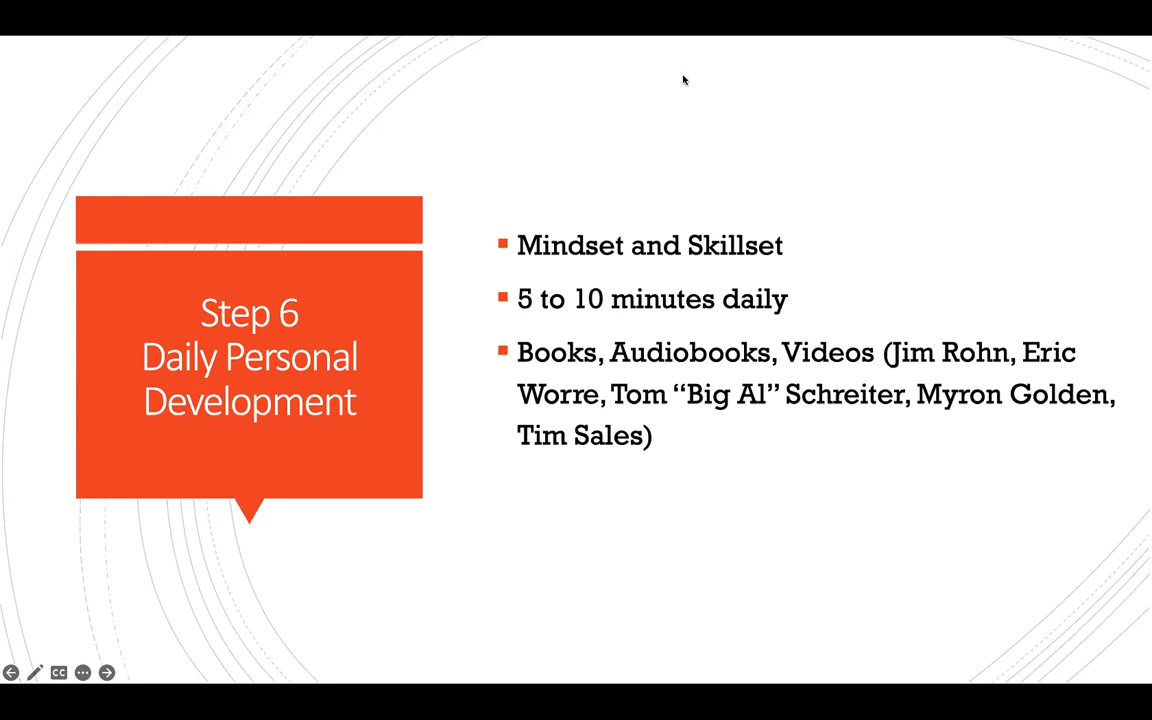 Step 6
Daily Personal
Development
Mindset and Skillset
5 to 10 minutes daily
Books, Audiobooks, Videos (Jim Rohn, Eric
Worre, Tom “Big Al” Schreiter, Myron Golden,
Tim Sales)
CC